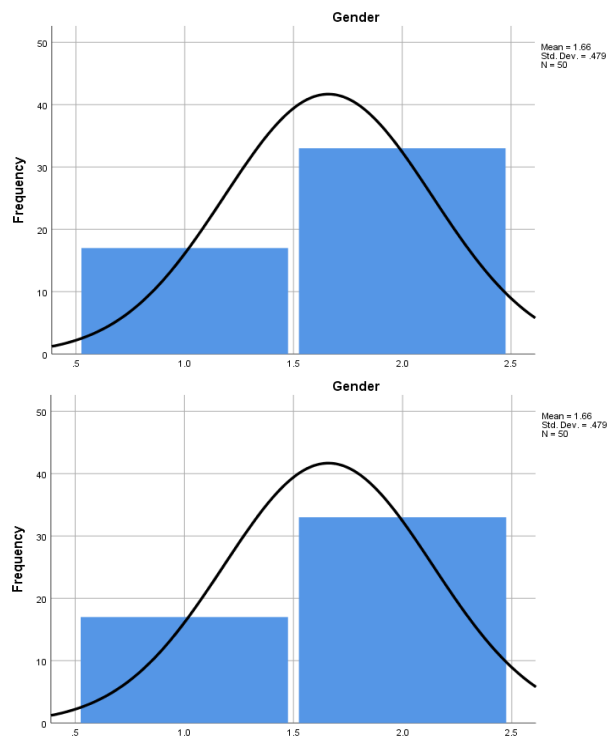 Gender
Mean = 1.66
Std. Dev. = .479
N = 50
Frequency
50
40
30
20
10
0
.5 1.0 1.5 2.0 2.5
Gender
Mean = 1.66
Std. Dev. = .479
N = 50
Frequency
50
40
30
20
10
0
.5 1.0 1.5 2.0 2.5